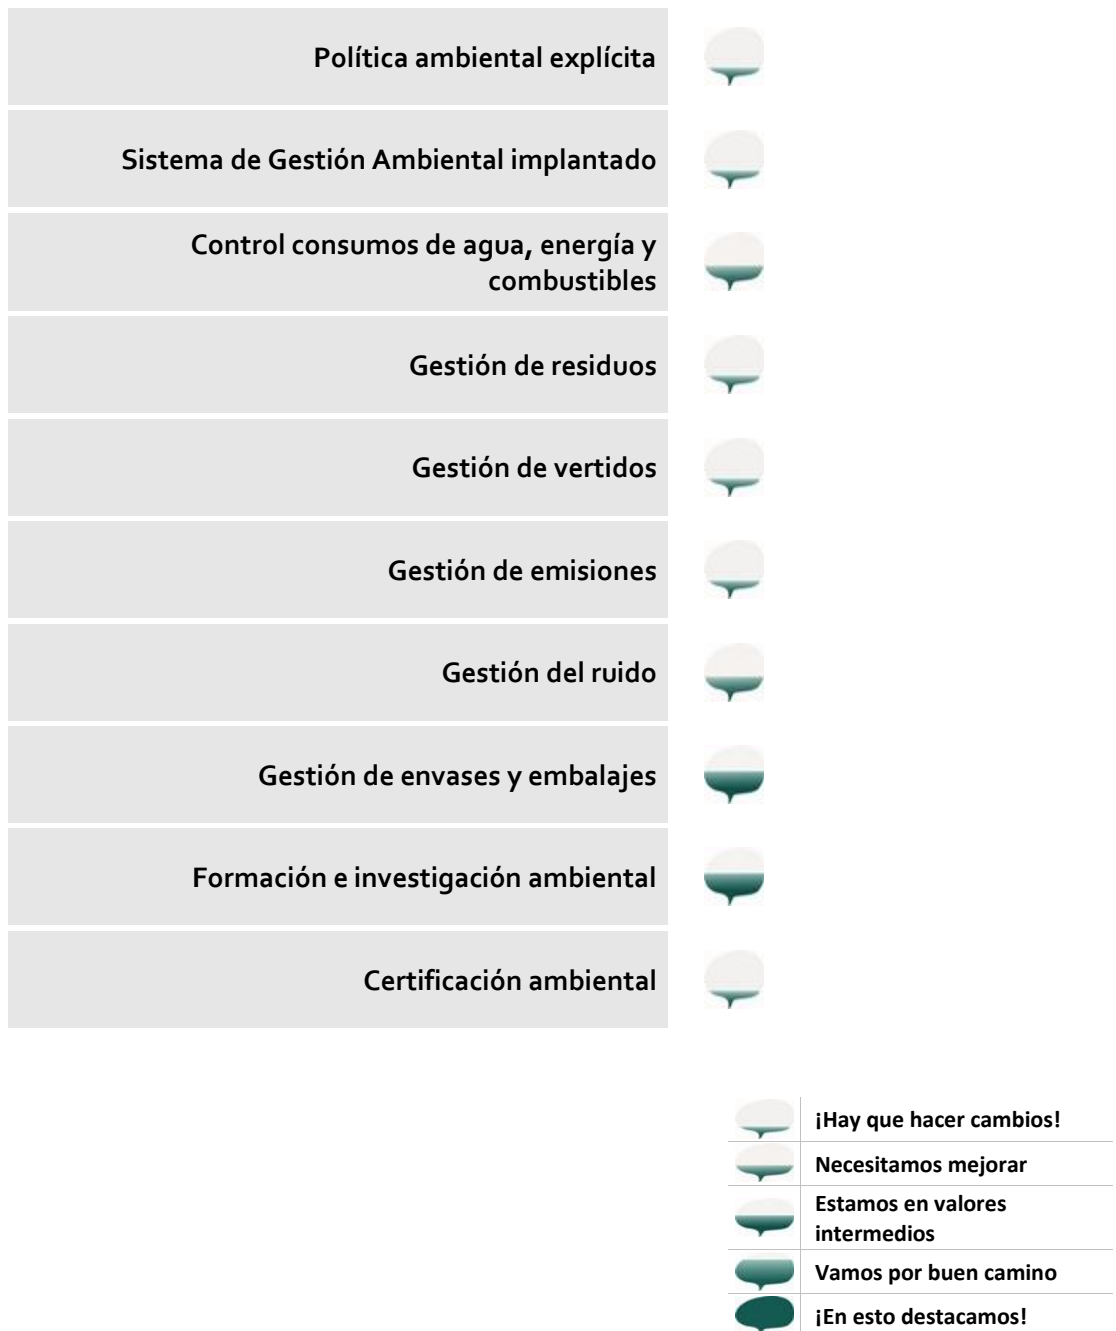 Política ambiental explícita
Sistema de Gestión Ambiental implantado
Control consumos de agua, energía y
combustibles
Gestión de residuos
Gestión de vertidos
Gestión de emisiones
Gestión del ruido
Gestión de envases y embalajes
Formación e investigación ambiental
Certificación ambiental
¡Hay que hacer cambios!
Necesitamos mejorar
Estamos en valores
intermedios
Vamos por buen camino
¡En esto destacamos!